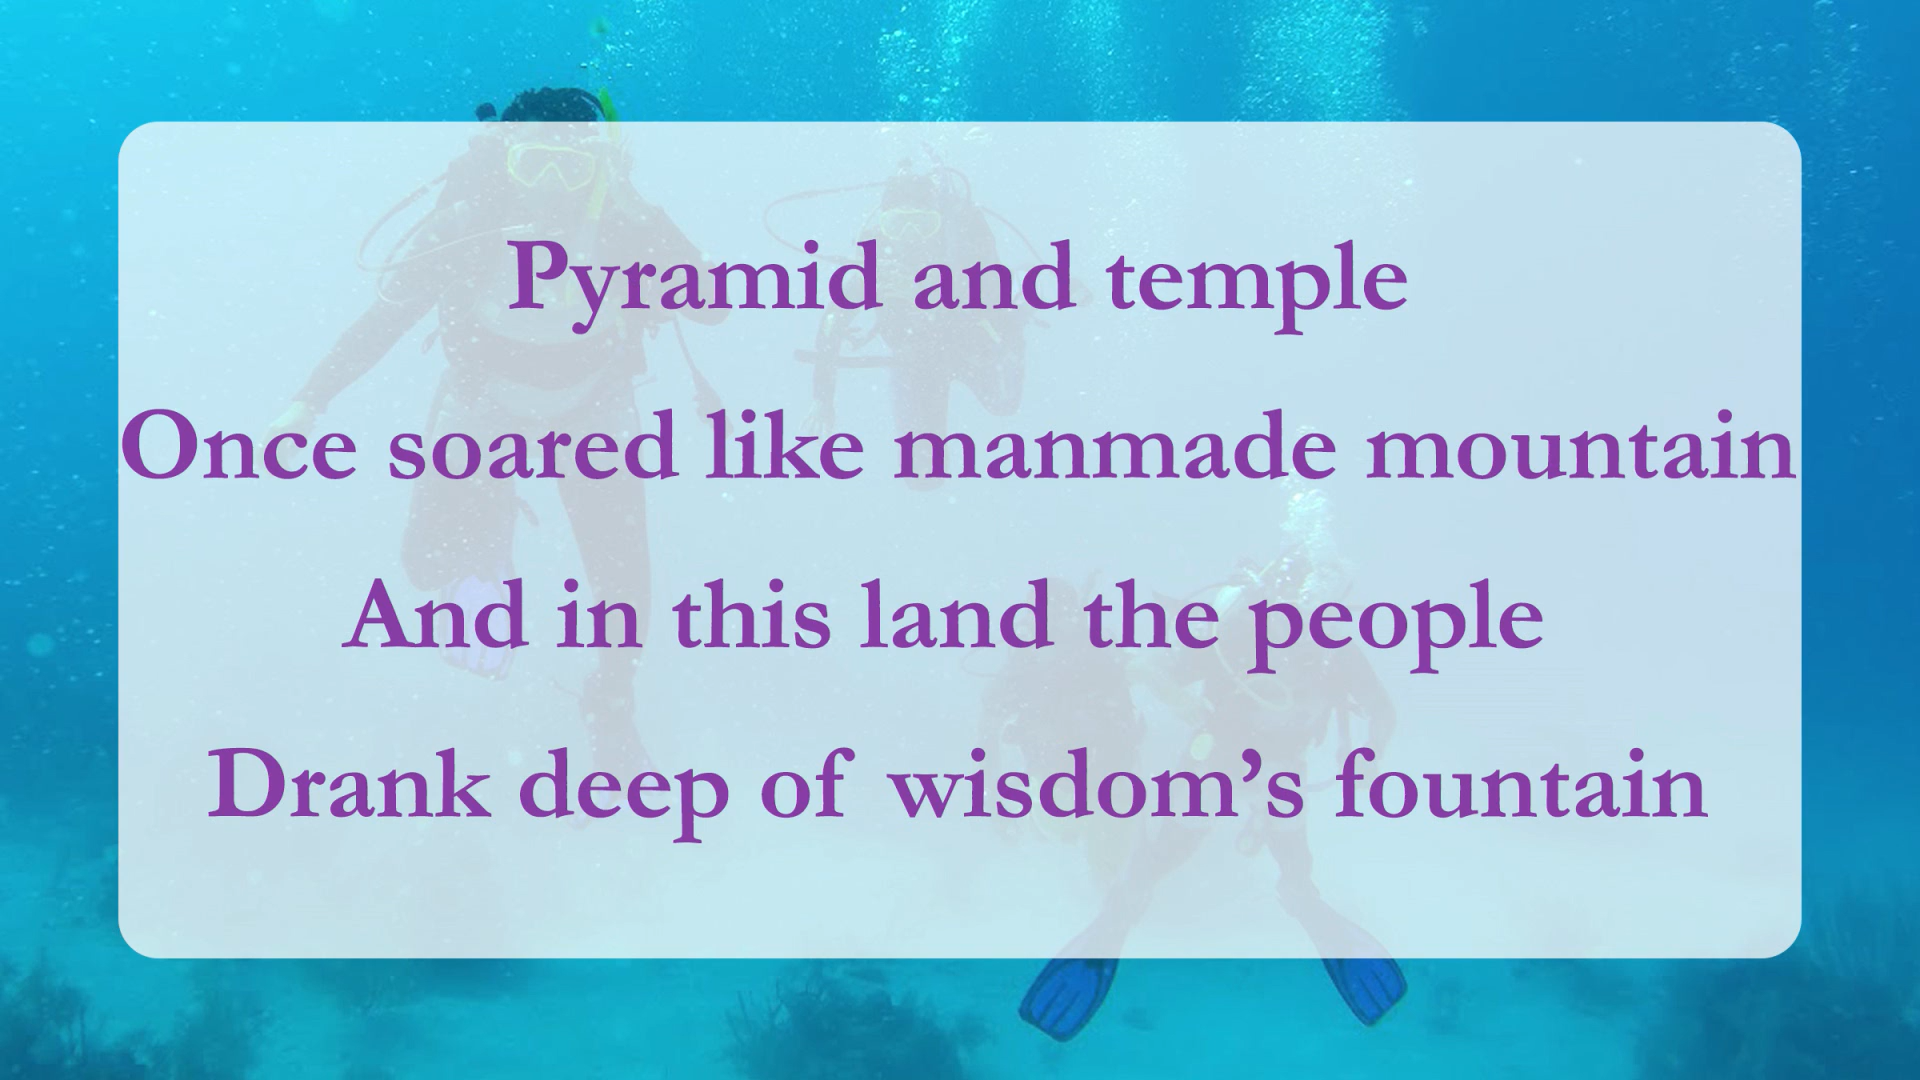 Pyramid and temple
Once soared like manmade mountain
And in this land the people
Drank deep of wisdom’s fountain